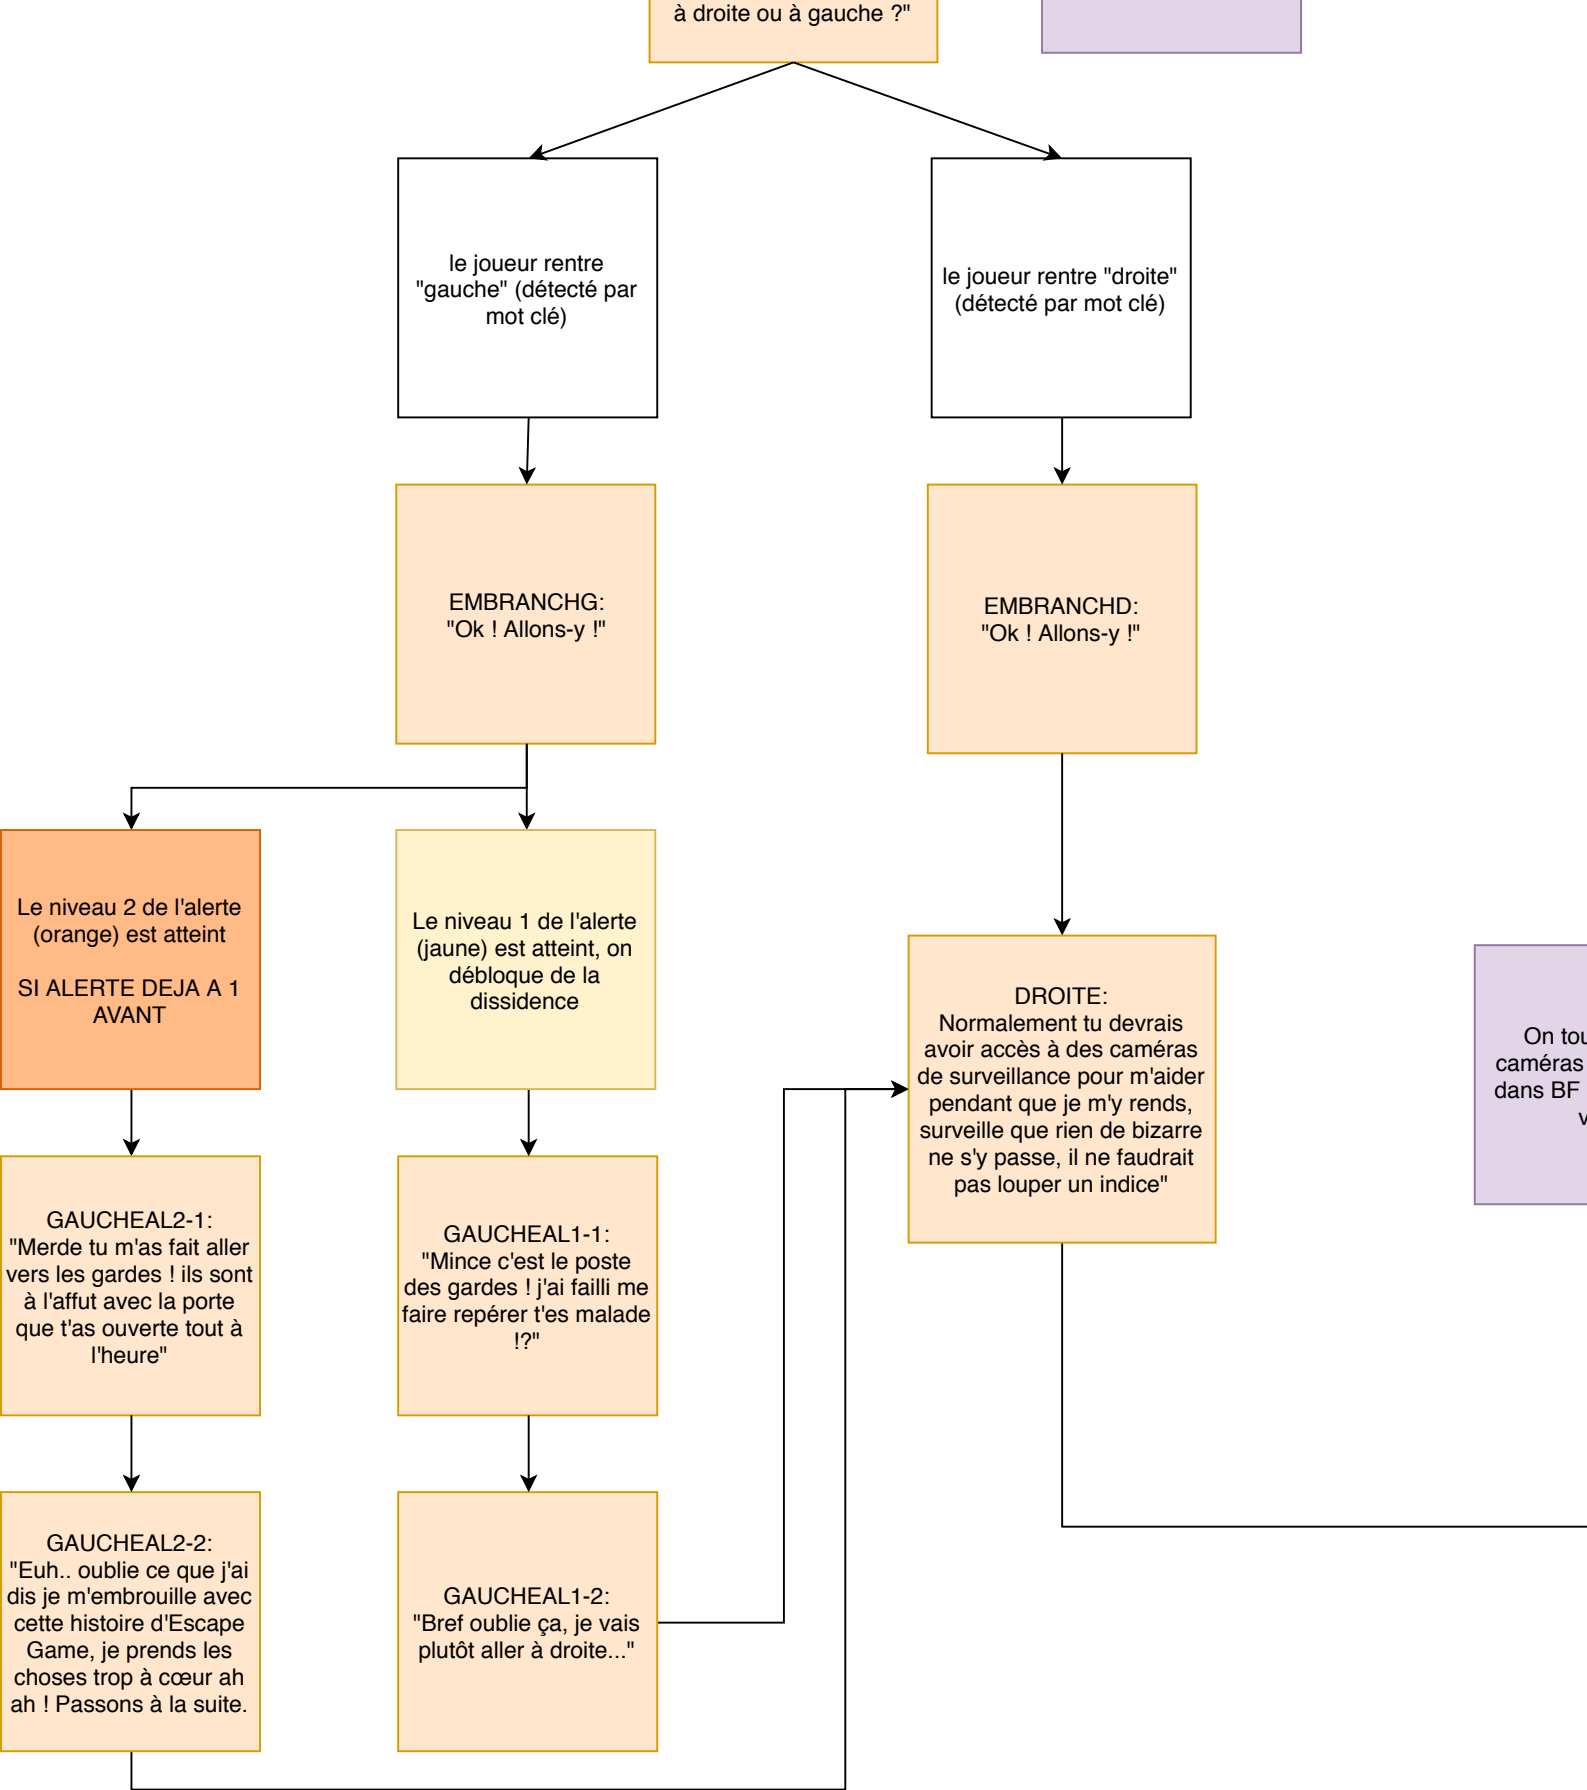 à droite ou à gauche ?"
le joueur rentre
"gauche" (détecté par
mot clé)
le joueur rentre "droite"
(détecté par mot clé)
EMBRANCHG:
"Ok ! Allons-y !"
EMBRANCHD:
"Ok ! Allons-y !"
Le niveau 2 de l'alerte
(orange) est atteint
SI ALERTE DEJA A 1
AVANT
Le niveau 1 de l'alerte
(jaune) est atteint, on
débloque de la
dissidence
DROITE:
Normalement tu devrais
avoir accès à des caméras
de surveillance pour m'aider
pendant que je m'y rends,
surveille que rien de bizarre
ne s'y passe, il ne faudrait
pas louper un indice"
On tou
caméras
dans BF
v
GAUCHEAL2-1:
"Merde tu m'as fait aller
vers les gardes ! ils sont
à l'affut avec la porte
que t'as ouverte tout à
l'heure"
GAUCHEAL1-1:
"Mince c'est le poste
des gardes ! j'ai failli me
faire repérer t'es malade
!?"
GAUCHEAL2-2:
"Euh.. oublie ce que j'ai
dis je m'embrouille avec
cette histoire d'Escape
Game, je prends les
choses trop à cœur ah
ah ! Passons à la suite.
GAUCHEAL1-2:
"Bref oublie ça, je vais
plutôt aller à droite..."